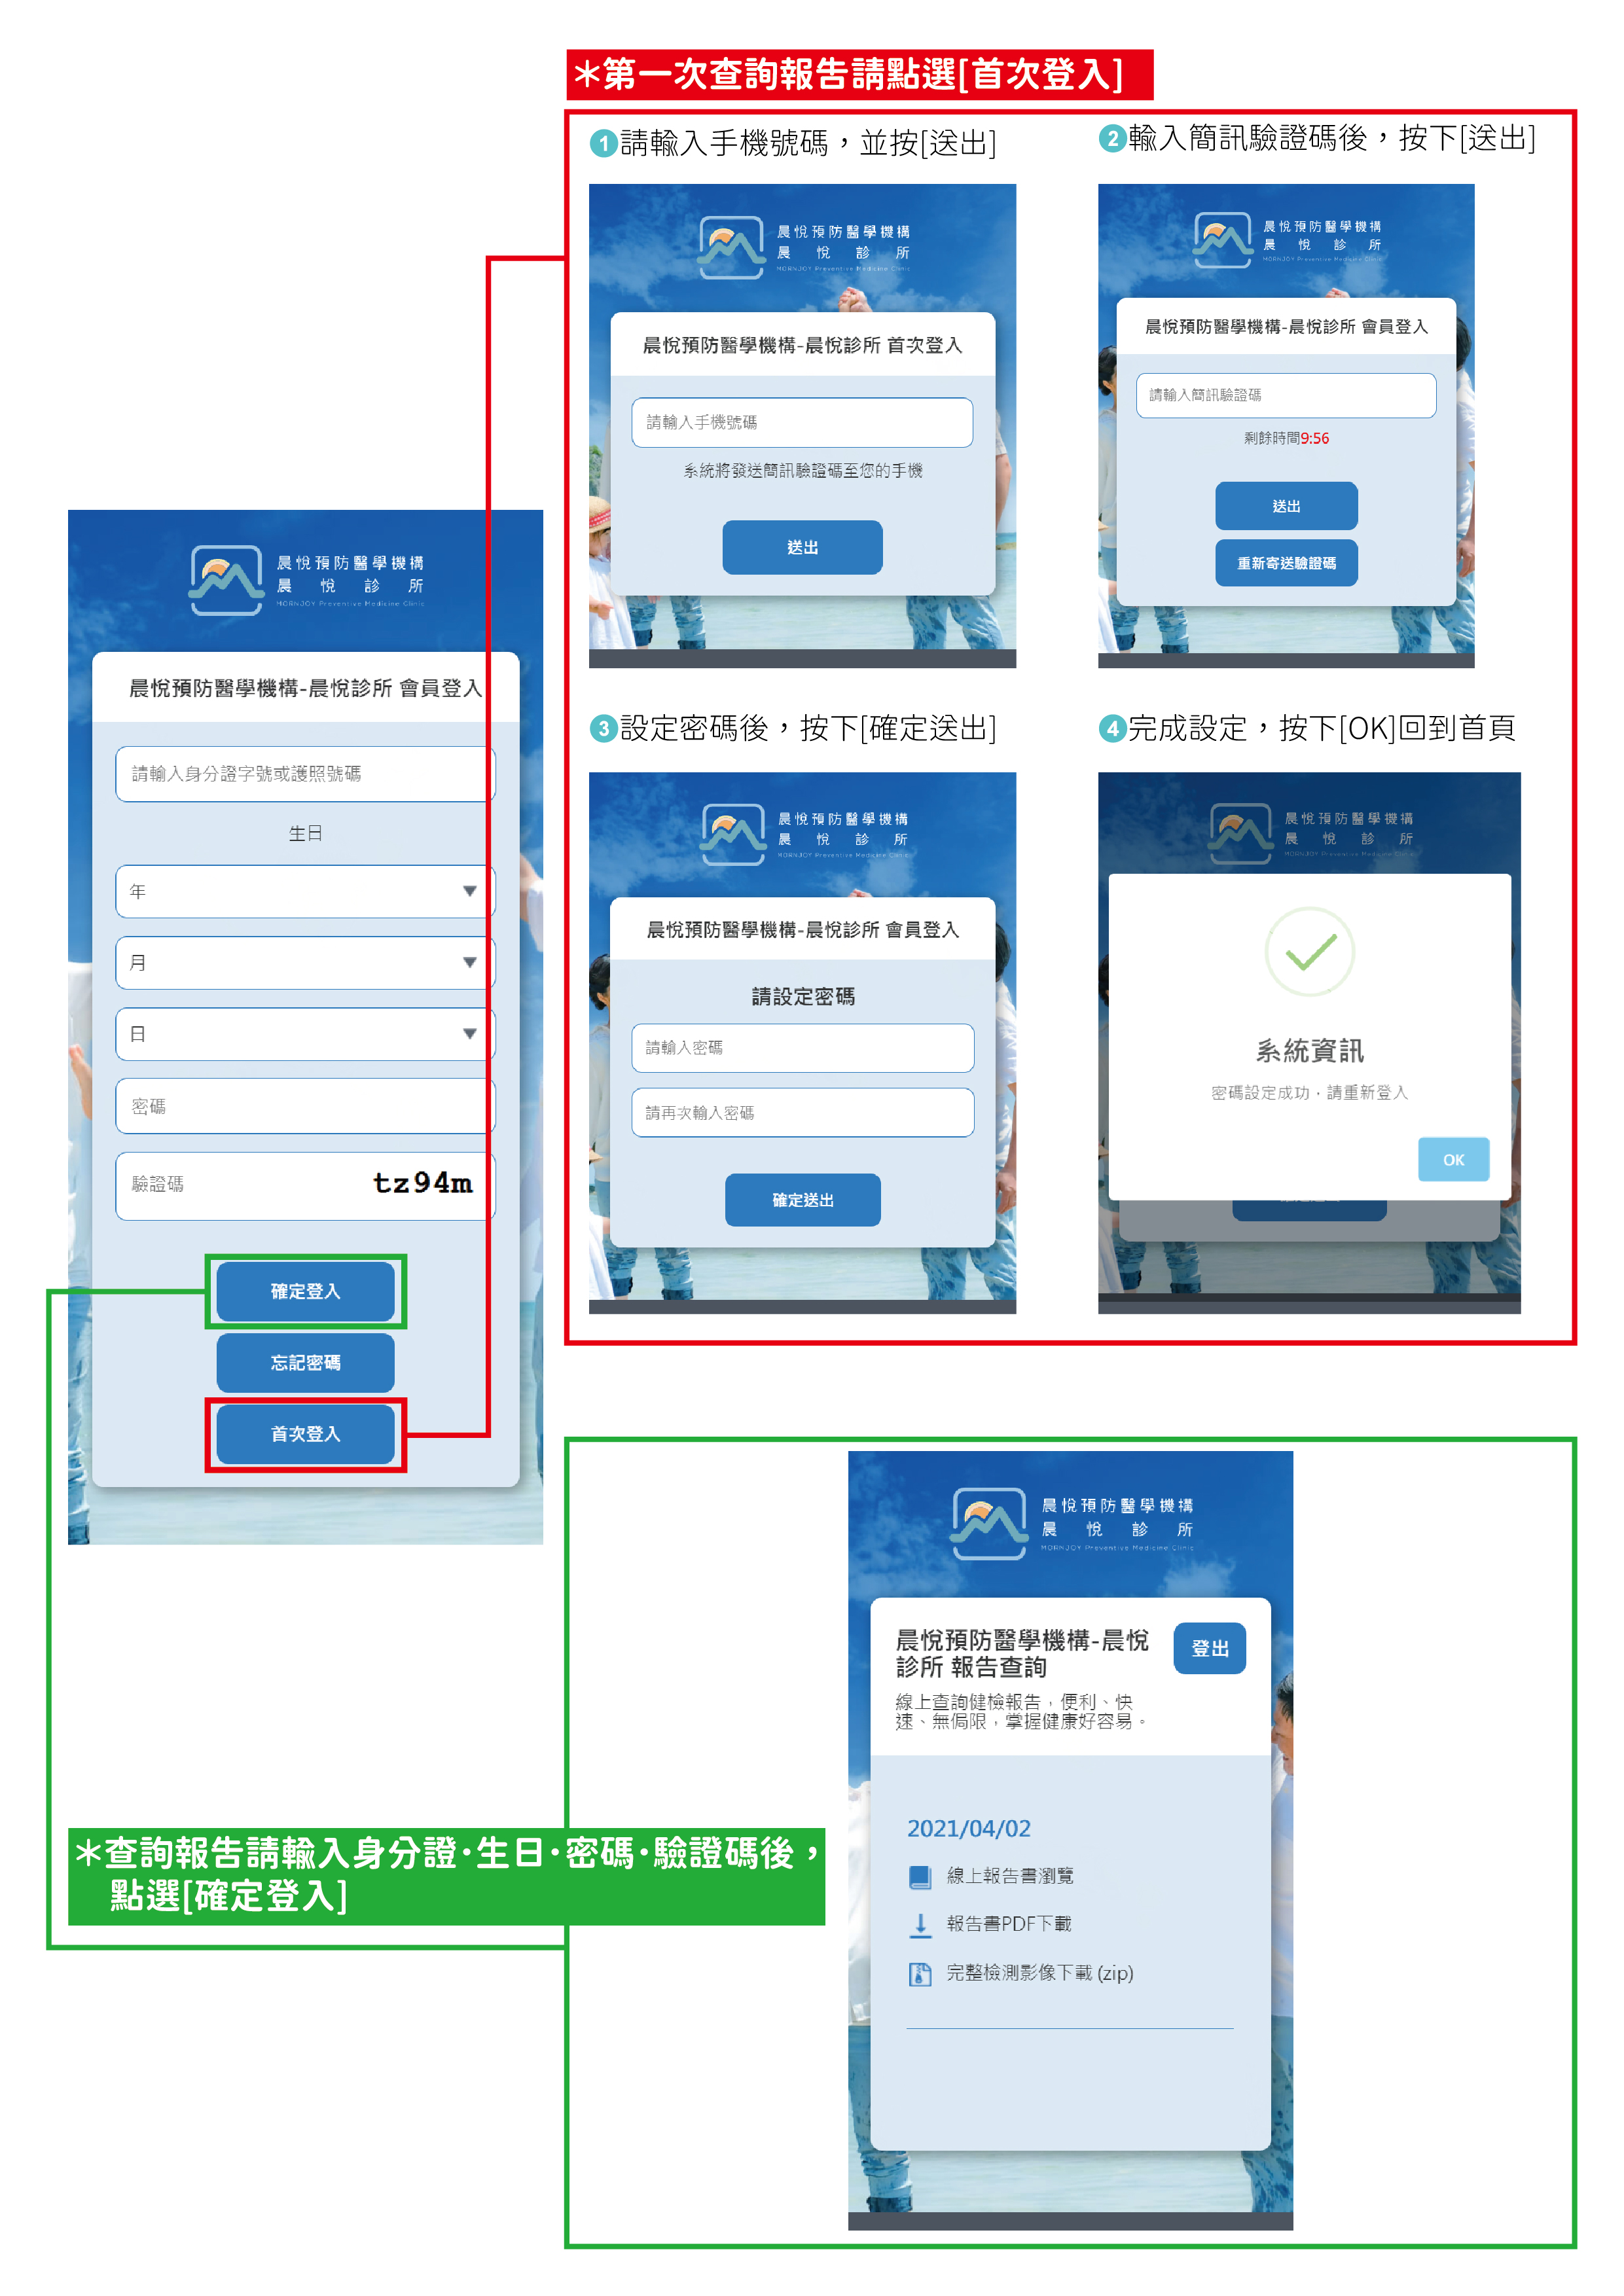 ＊第一次查詢報告請點選[首次登入]
1請輸入手機號碼，並按[送出]
晨悅預防醫學機構
晨悅診所
MORNJOY Preventive Medicine Clinic
晨悅預防醫學機構-晨悅診所 首次登入
請輸入手機號碼
系統將發送簡訊驗證碼至您的手機
送出
2輸入簡訊驗證碼後，按下[送出]
晨悅預防醫學機構
晨悅診所
MORNJOY Preventive Medicine Clinic
晨悅預防醫學機構-晨悅診所 會員登入
請輸入簡訊驗證碼
剩餘時間9:56
送出
重新寄送驗證碼
3設定密碼後，按下[確定送出]
晨悅預防醫學機構
晨悅診所
MORNJOY Preventive Medicine Clinic
晨悅預防醫學機構-晨悅診所 會員登入
請設定密碼
請輸入密碼
請再次輸入密碼
確定送出
4完成設定，按下[OK]回到首頁
晨悅預防醫學機構
晨悅診所
MORNJOY Preventive Medicine Clinic
系統資訊
密碼設定成功，請重新登入
OK
晨悅預防醫學機構
晨悅診所
MORNJOY Preventive Medicine Clinic
晨悅預防醫學機構-晨悅診所 會員登入
請輸入身分證字號或護照號碼
生日
年
月
日
密碼
驗證碼
tz94m
確定登入
忘記密碼
首次登入
＊查詢報告請輸入身分證·生日·密碼·驗證碼後，
點選[確定登入]
晨悅預防醫學機構
晨悅診所
MORNJOY Preventive Medicine Clinic
晨悅預防醫學機構-晨悅
診所 報告查詢
登出
線上查詢健檢報告，便利、快
速、無侷限，掌握健康好容易。
2021/04/02
線上報告書瀏覽
報告書PDF下載
完整檢測影像下載 (zip)